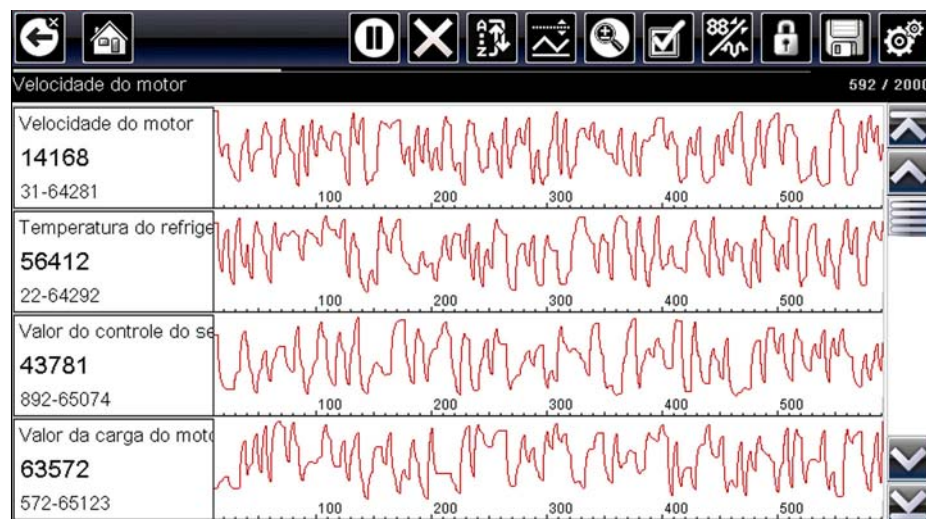 A
Z
88
Velocidade do motor
592 / 2000
Velocidade do motor
14168
31-64281
100 200 300 400 500
Temperatura do refrige
56412
22-64292
100 200 300 400 500
Valor do controle do se
43781
892-65074
100 200 300 400 500
Valor da carga do moto
63572
572-65123
100 200 300 400 500